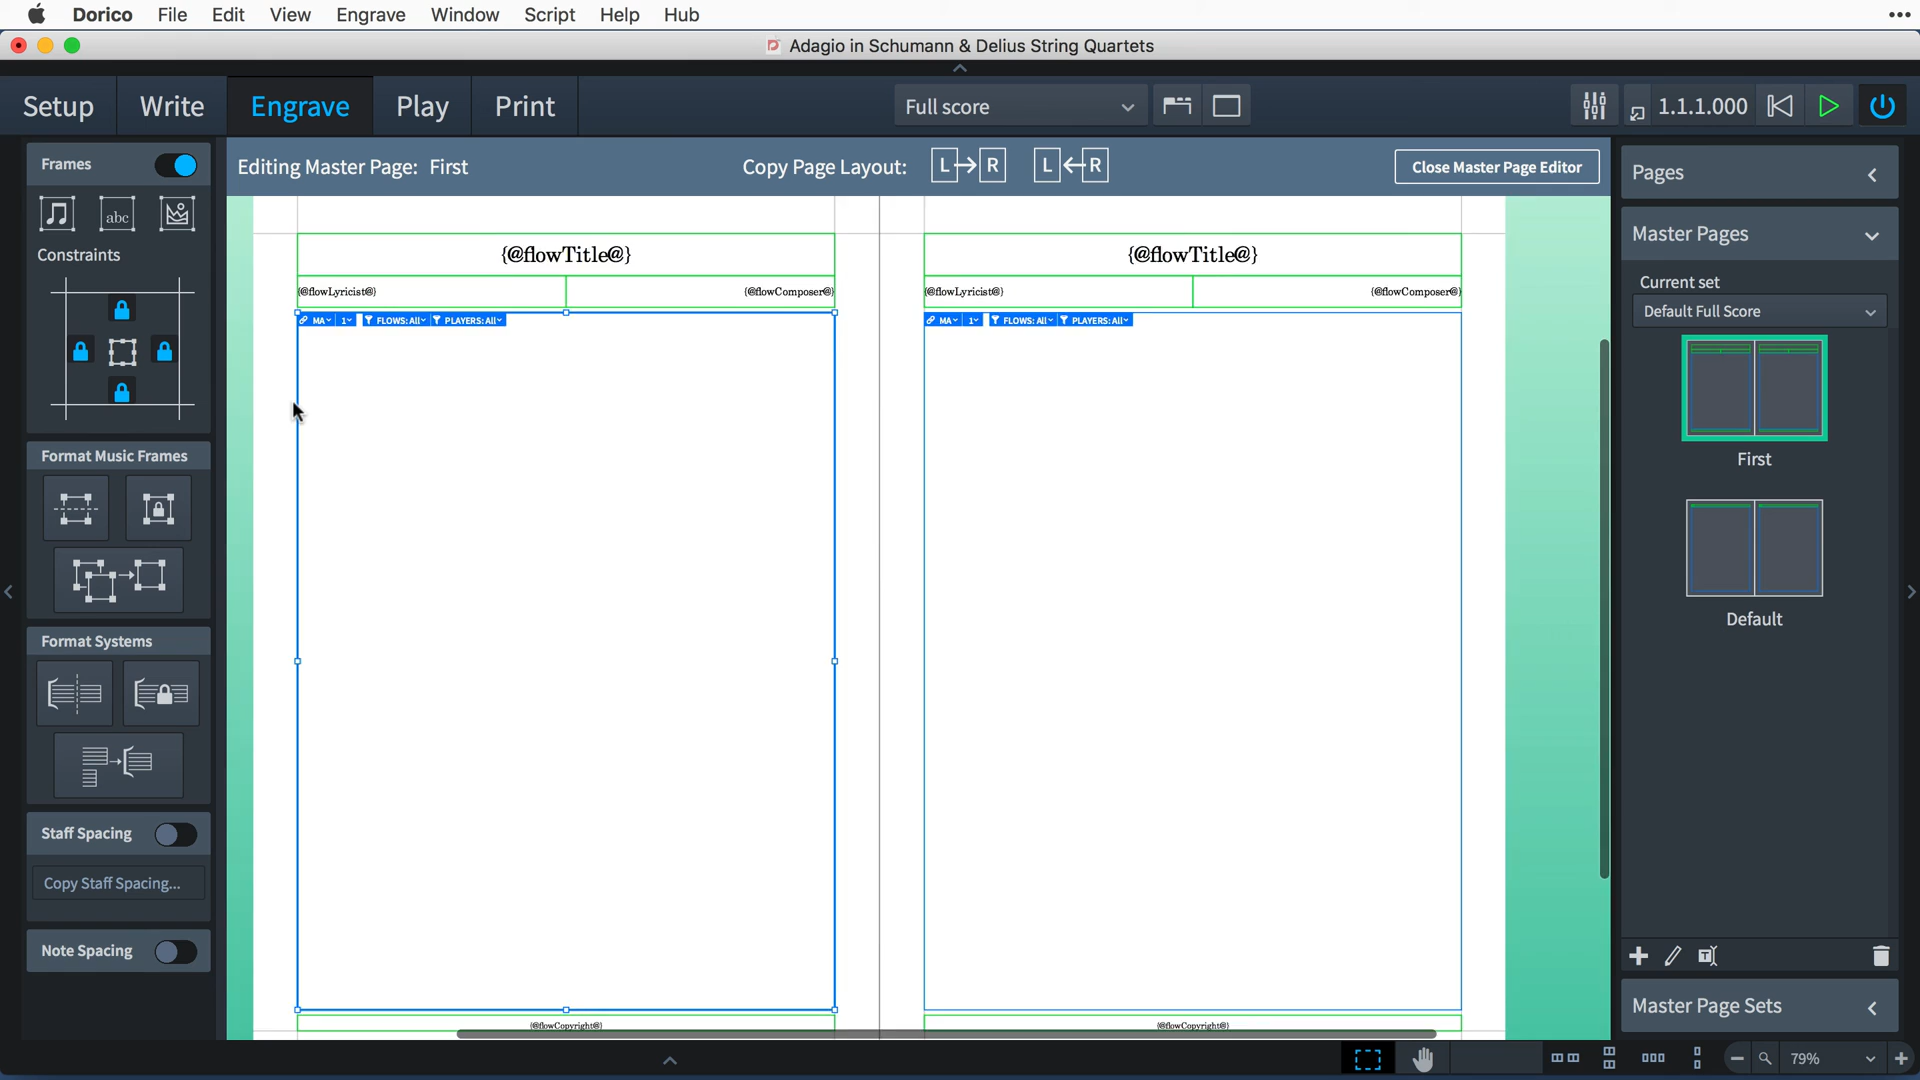 Dorico File Edit View Engrave Window Script Help Hub
Adagio in Schumann & Delius String Quartets
Setup Write Engrave Play Print Full score 1.1.1.000
Frames
abc
Constraints
Format Music Frames
Format Systems
Staff Spacing
Copy Staff Spacing...
Note Spacing
Editing Master Page: First Copy Page Layout: L R L R Close Master Page Editor
{@flowTitle@} {@flowTitle@}
{@flowLyricist@} {@flowComposer@} {@flowLyricist@} {@flowComposer@}
MA 1 FLOWS: All PLAYERS: All MA 1 FLOWS: All PLAYERS: All
{@flowCopyright@} {@flowCopyright@}
Pages
Master Pages
Current set
Default Full Score
First
Default
T
Master Page Sets
79%